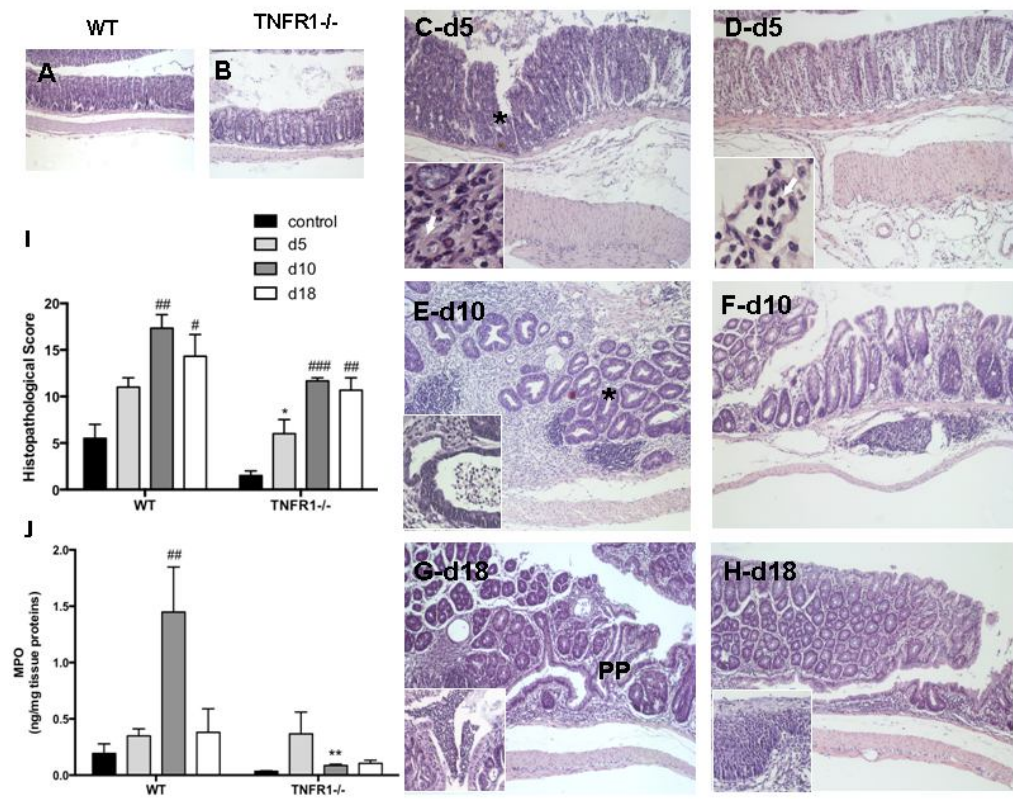 WT
TNFR1-/-
A
B
C-d5
*
D-d5
I
control
d5
d10
d18
Histopathological Score
20
15
10
5
0
##
#
*
###
##
WT
TNFR1-/-
E-d10
*
F-d10
J
MPO
(ng/mg tissue proteins)
2.0
1.5
1.0
0.5
0.0
##
**
WT
TNFR1-/-
G-d18
PP
H-d18